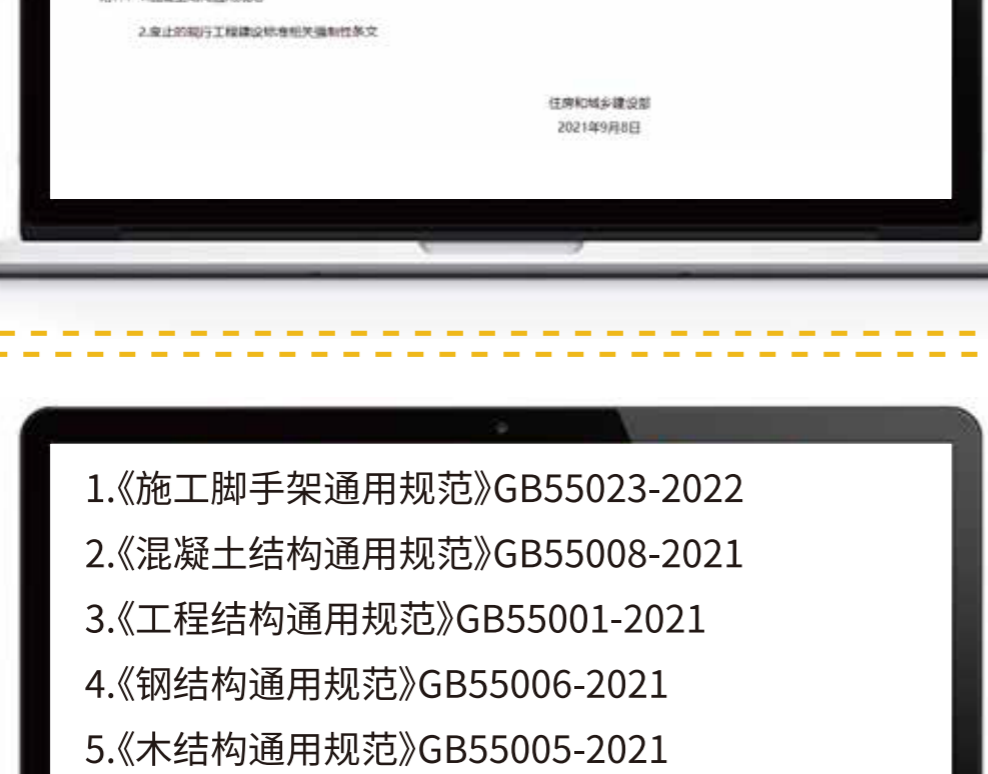 2.废止的现行工程建设标准相关强制性条文
住房和城乡建设部
2021年9月8日
1.《施工脚手架通用规范》GB55023-2022
2.《混凝土结构通用规范》GB55008-2021
3.《工程结构通用规范》GB55001-2021
4.《钢结构通用规范》GB55006-2021
5.《木结构通用规范》GB55005-2021